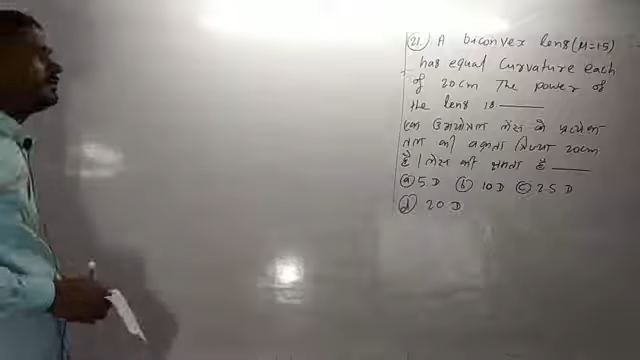 (21) A biconvex lens (μ=1.5)
has equal curvature each
of 20cm The power of
the lens is ______
एक उभयोत्तल लेंस के प्रत्येक
तल की वक्रता त्रिज्या 20cm
है। लेंस की क्षमता है ______
(a) 5 D (b) 10 D (c) 2.5 D
(d) 20 D